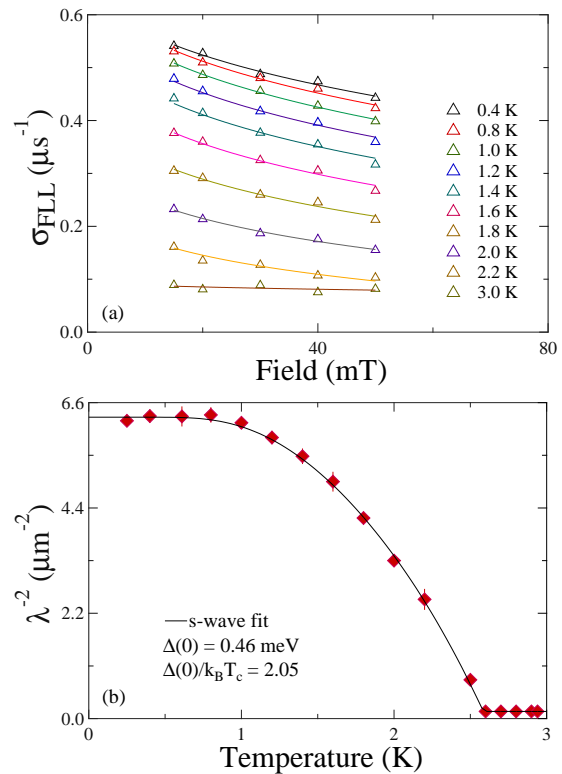 0.6
0.4
0.2
0.0
σ_FLL (μs⁻¹)
0.4 K
0.8 K
1.0 K
1.2 K
1.4 K
1.6 K
1.8 K
2.0 K
2.2 K
3.0 K
(a)
0 40 80
Field (mT)
6.6
4.4
2.2
0.0
λ⁻² (μm⁻²)
s-wave fit
Δ(0) = 0.46 meV
Δ(0)/k_BT_c = 2.05
(b)
0 1 2 3
Temperature (K)